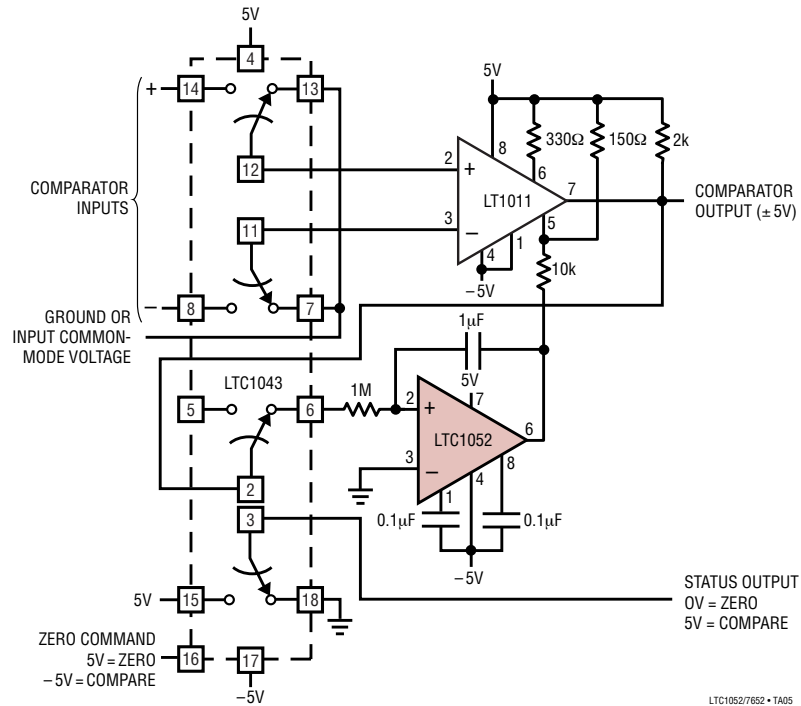 5V
4
+
14
13
12
COMPARATOR
INPUTS
11
–
8
7
GROUND OR
INPUT COMMON-
MODE VOLTAGE
5V
8
330Ω
150Ω
2k
2
+
6
LT1011
7
COMPARATOR
OUTPUT (±5V)
3
–
5
4
1
–5V
10k
1µF
LTC1043
5
6
1M
2
+
5V
7
LTC1052
6
3
–
8
1
4
2
3
0.1µF
0.1µF
–5V
5V
15
18
STATUS OUTPUT
0V = ZERO
5V = COMPARE
ZERO COMMAND
5V = ZERO
–5V = COMPARE
16
17
–5V
LTC1052/7652 • TA05